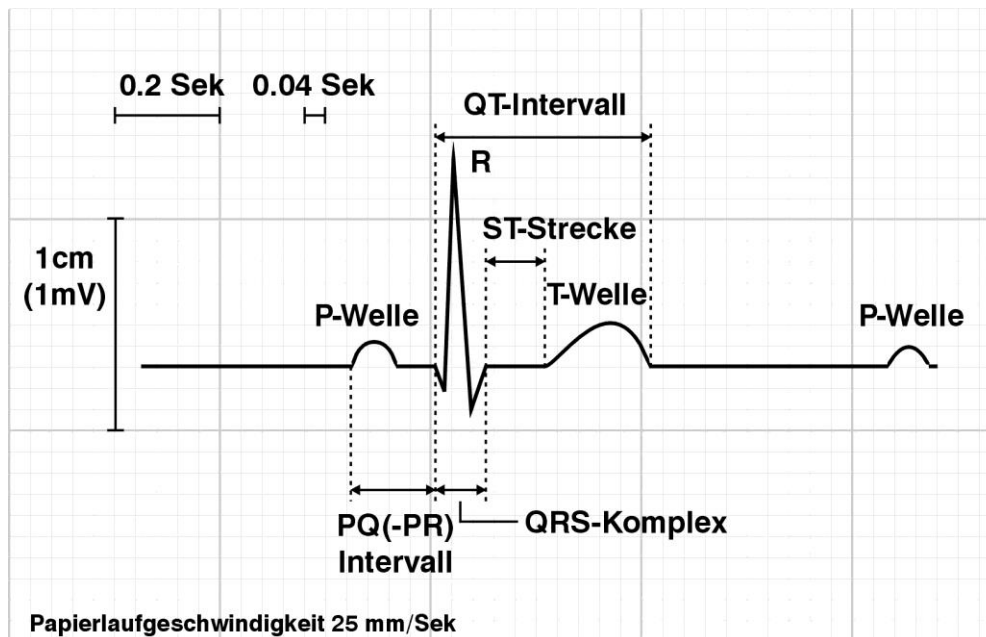 0.2 Sek
0.04 Sek
QT-Intervall
R
ST-Strecke
1cm
(1mV)
T-Welle
P-Welle
P-Welle
PQ(-PR)
Intervall
QRS-Komplex
Papierlaufgeschwindigkeit 25 mm/Sek